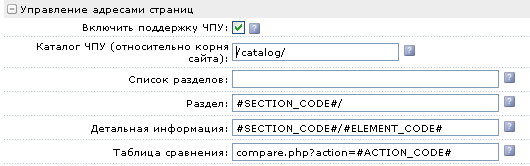 Управление адресами страниц
Включить поддержку ЧПУ:
Каталог ЧПУ (относительно корня
сайта): /catalog/
Список разделов:
Раздел: #SECTION_CODE#/
Детальная информация: #SECTION_CODE#/#ELEMENT_CODE#
Таблица сравнения: compare.php?action=#ACTION_CODE#